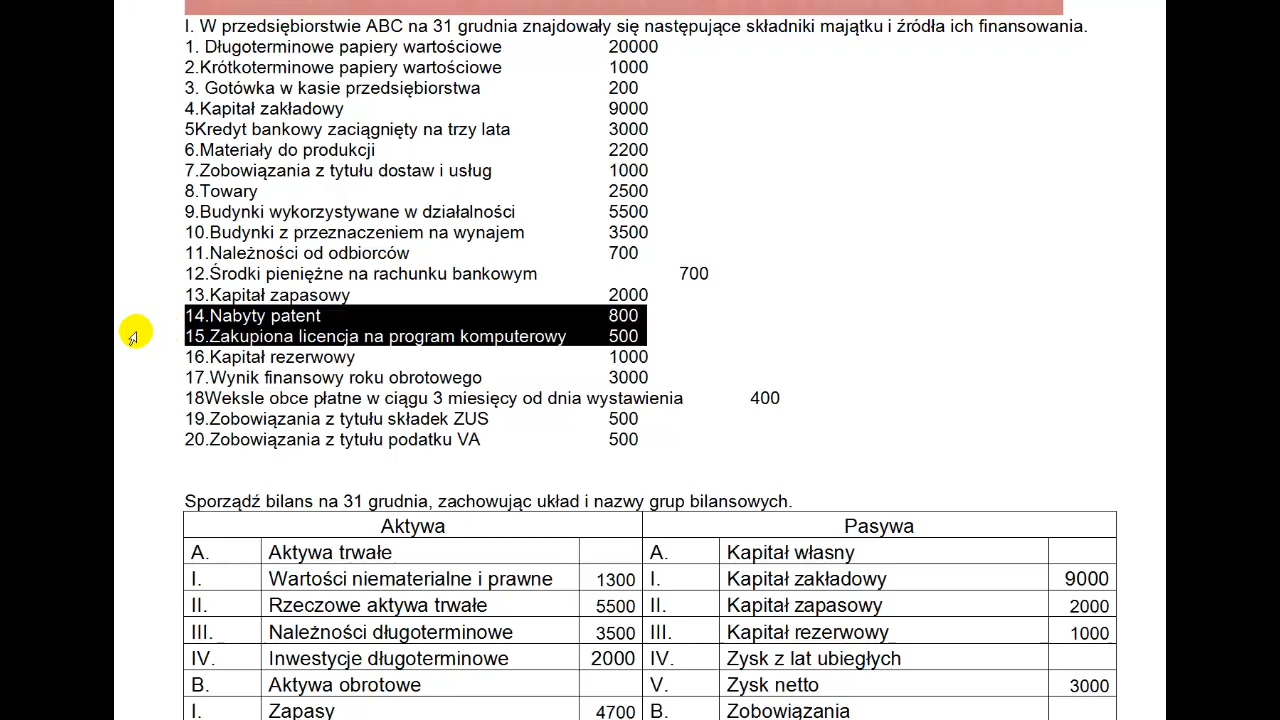 I. W przedsiębiorstwie ABC na 31 grudnia znajdowały się następujące składniki majątku i źródła ich finansowania.
1. Długoterminowe papiery wartościowe 20000
2.Krótkoterminowe papiery wartościowe 1000
3. Gotówka w kasie przedsiębiorstwa 200
4.Kapitał zakładowy 9000
5Kredyt bankowy zaciągnięty na trzy lata 3000
6.Materiały do produkcji 2200
7.Zobowiązania z tytułu dostaw i usług 1000
8.Towary 2500
9.Budynki wykorzystywane w działalności 5500
10.Budynki z przeznaczeniem na wynajem 3500
11.Należności od odbiorców 700
12.Środki pieniężne na rachunku bankowym 700
13.Kapitał zapasowy 2000
14.Nabyty patent 800
15.Zakupiona licencja na program komputerowy 500
16.Kapitał rezerwowy 1000
17.Wynik finansowy roku obrotowego 3000
18Weksle obce płatne w ciągu 3 miesięcy od dnia wystawienia 400
19.Zobowiązania z tytułu składek ZUS 500
20.Zobowiązania z tytułu podatku VA 500
Sporządź bilans na 31 grudnia, zachowując układ i nazwy grup bilansowych.
Aktywa Pasywa
A. Aktywa trwałe A. Kapitał własny
I. Wartości niematerialne i prawne 1300 I. Kapitał zakładowy 9000
II. Rzeczowe aktywa trwałe 5500 II. Kapitał zapasowy 2000
III. Należności długoterminowe 3500 III. Kapitał rezerwowy 1000
IV. Inwestycje długoterminowe 2000 IV. Zysk z lat ubiegłych
B. Aktywa obrotowe V. Zysk netto 3000
I. Zapasy 4700 B. Zobowiązania